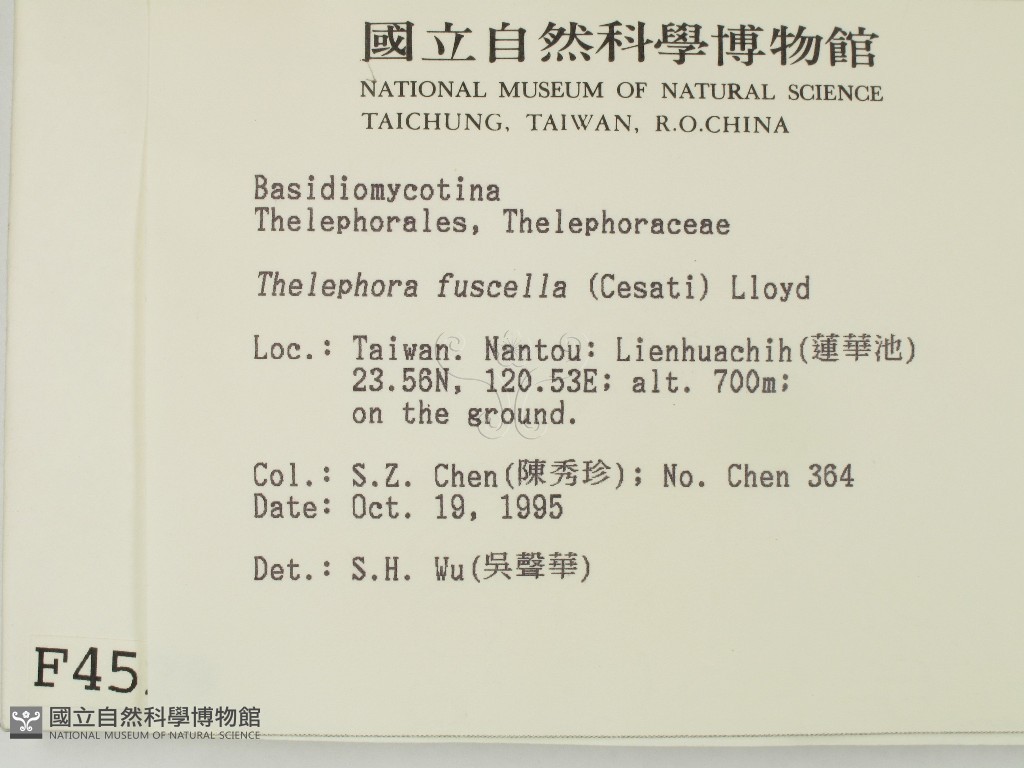 國立自然科學博物館
NATIONAL MUSEUM OF NATURAL SCIENCE
TAICHUNG, TAIWAN, R.O.CHINA
Basidiomycotina
Thelephorales, Thelephoraceae
Thelephora fuscella (Cesati) Lloyd
Loc.: Taiwan. Nantou: Lienhuachih(蓮華池)
23.56N, 120.53E; alt. 700m;
on the ground.
Col.: S.Z. Chen(陳秀珍); No. Chen 364
Date: Oct. 19, 1995
Det.: S.H. Wu(吳聲華)
F45
國立自然科學博物館
NATIONAL MUSEUM OF NATURAL SCIENCE